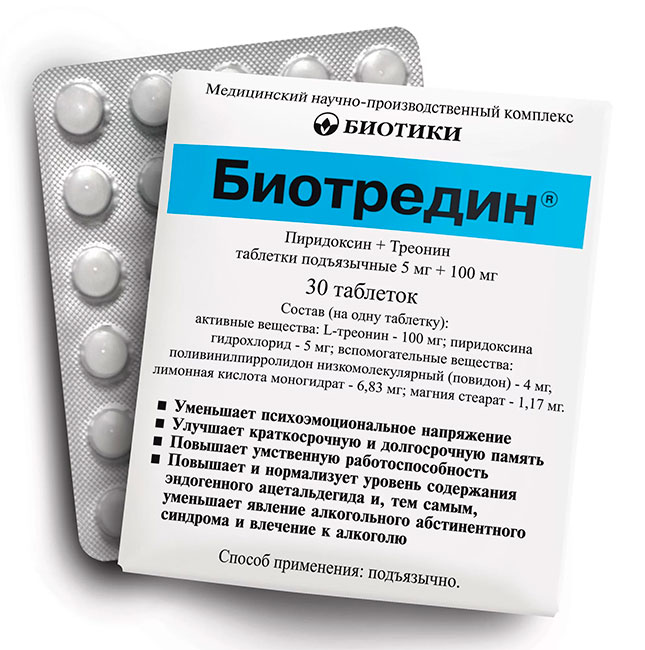 Медицинский научно-производственный комплекс
БИОТИКИ
Биотредин®
Пиридоксин + Треонин
таблетки подъязычные 5 мг + 100 мг
30 таблеток
Состав (на одну таблетку):
активные вещества: L-треонин - 100 мг; пиридоксина
гидрохлорид - 5 мг; вспомогательные вещества:
поливинилпирролидон низкомолекулярный (повидон) - 4 мг,
лимонная кислота моногидрат - 6,83 мг; магния стеарат - 1,17 мг.
▪ Уменьшает психоэмоциональное напряжение
▪ Улучшает краткосрочную и долгосрочную память
▪ Повышает умственную работоспособность
▪ Повышает и нормализует уровень содержания
эндогенного ацетальдегида и, тем самым,
уменьшает явление алкогольного абстинентного
синдрома и влечение к алкоголю
Способ применения: подъязычно.